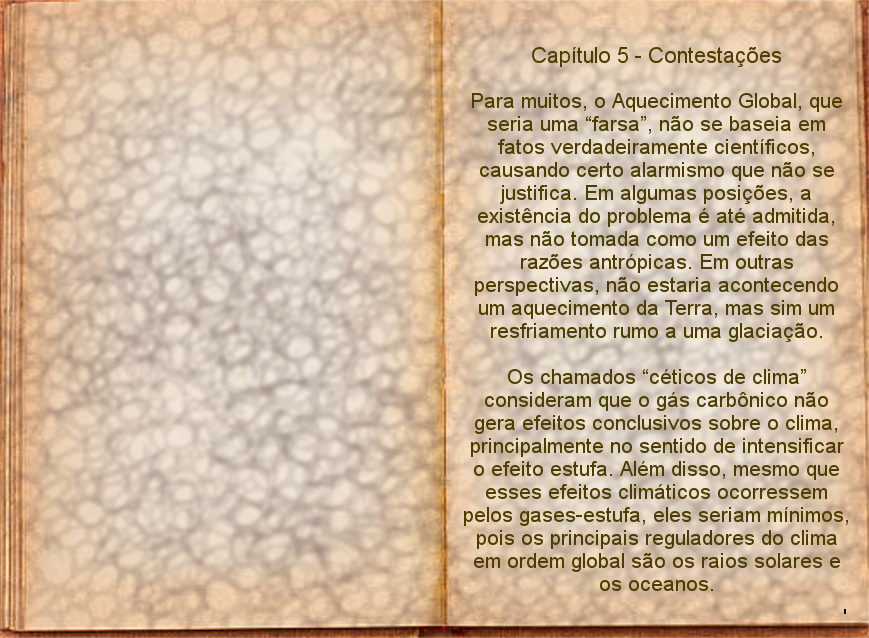 Capítulo 5 - Contestações
Para muitos, o Aquecimento Global, que
seria uma “farsa”, não se baseia em
fatos verdadeiramente científicos,
causando certo alarmismo que não se
justifica. Em algumas posições, a
existência do problema é até admitida,
mas não tomada como um efeito das
razões antrópicas. Em outras
perspectivas, não estaria acontecendo
um aquecimento da Terra, mas sim um
resfriamento rumo a uma glaciação.
Os chamados “céticos de clima”
consideram que o gás carbônico não
gera efeitos conclusivos sobre o clima,
principalmente no sentido de intensificar
o efeito estufa. Além disso, mesmo que
esses efeitos climáticos ocorressem
pelos gases-estufa, eles seriam mínimos,
pois os principais reguladores do clima
em ordem global são os raios solares e
os oceanos.